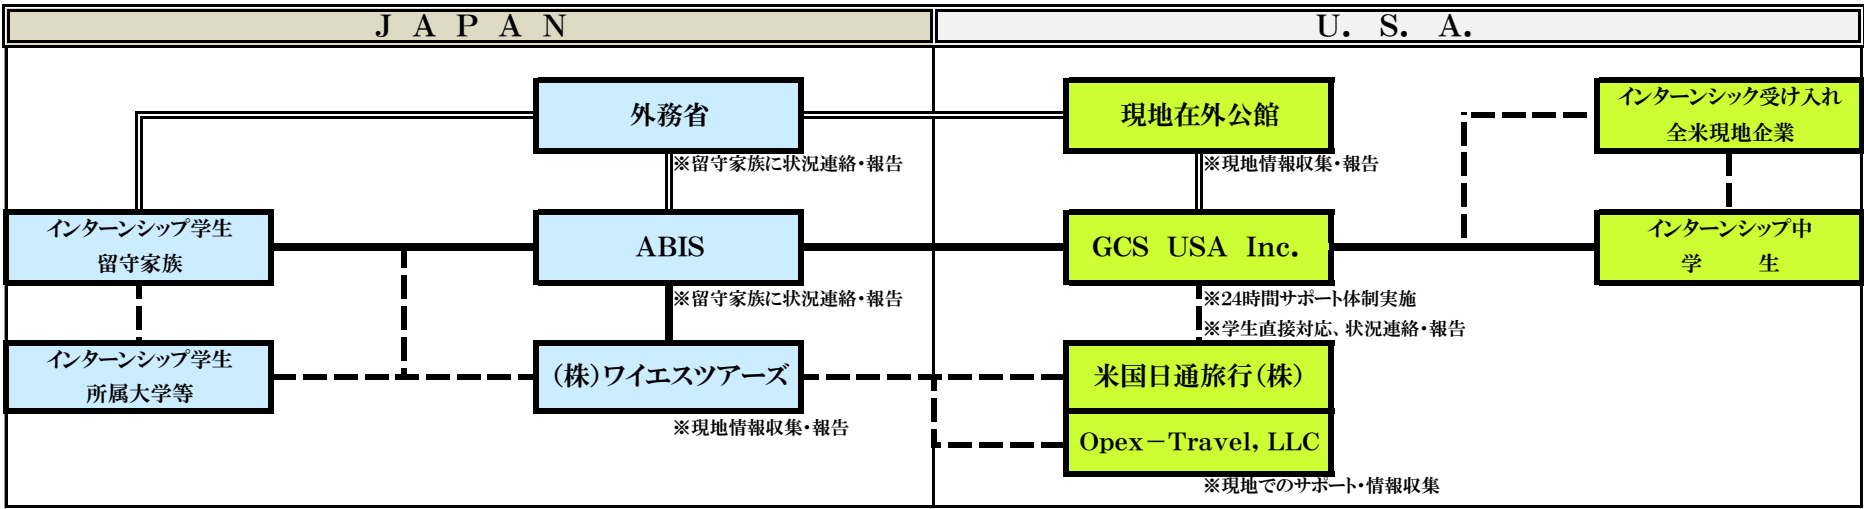 JAPAN
U.S.A.
外務省
現地在外公館
インターンシック受け入れ
全米現地企業
※留守家族に状況連絡・報告
※現地情報収集・報告
インターンシップ学生
留守家族
ABIS
GCS USA Inc.
インターンシップ中
学 生
※留守家族に状況連絡・報告
※24時間サポート体制実施
※学生直接対応、状況連絡・報告
インターンシップ学生
所属大学等
(株)ワイエスツアーズ
米国日通旅行(株)
※現地情報収集・報告
Opex-Travel, LLC
※現地でのサポート・情報収集